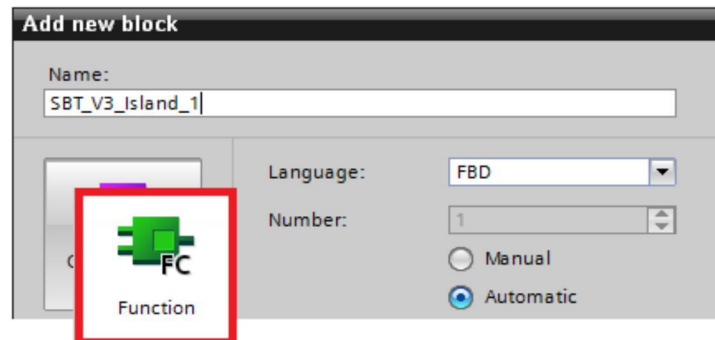 Add new block
Name:
SBT_V3_Island_1
Language: FBD
Number: 1
Manual
Automatic
FC
Function